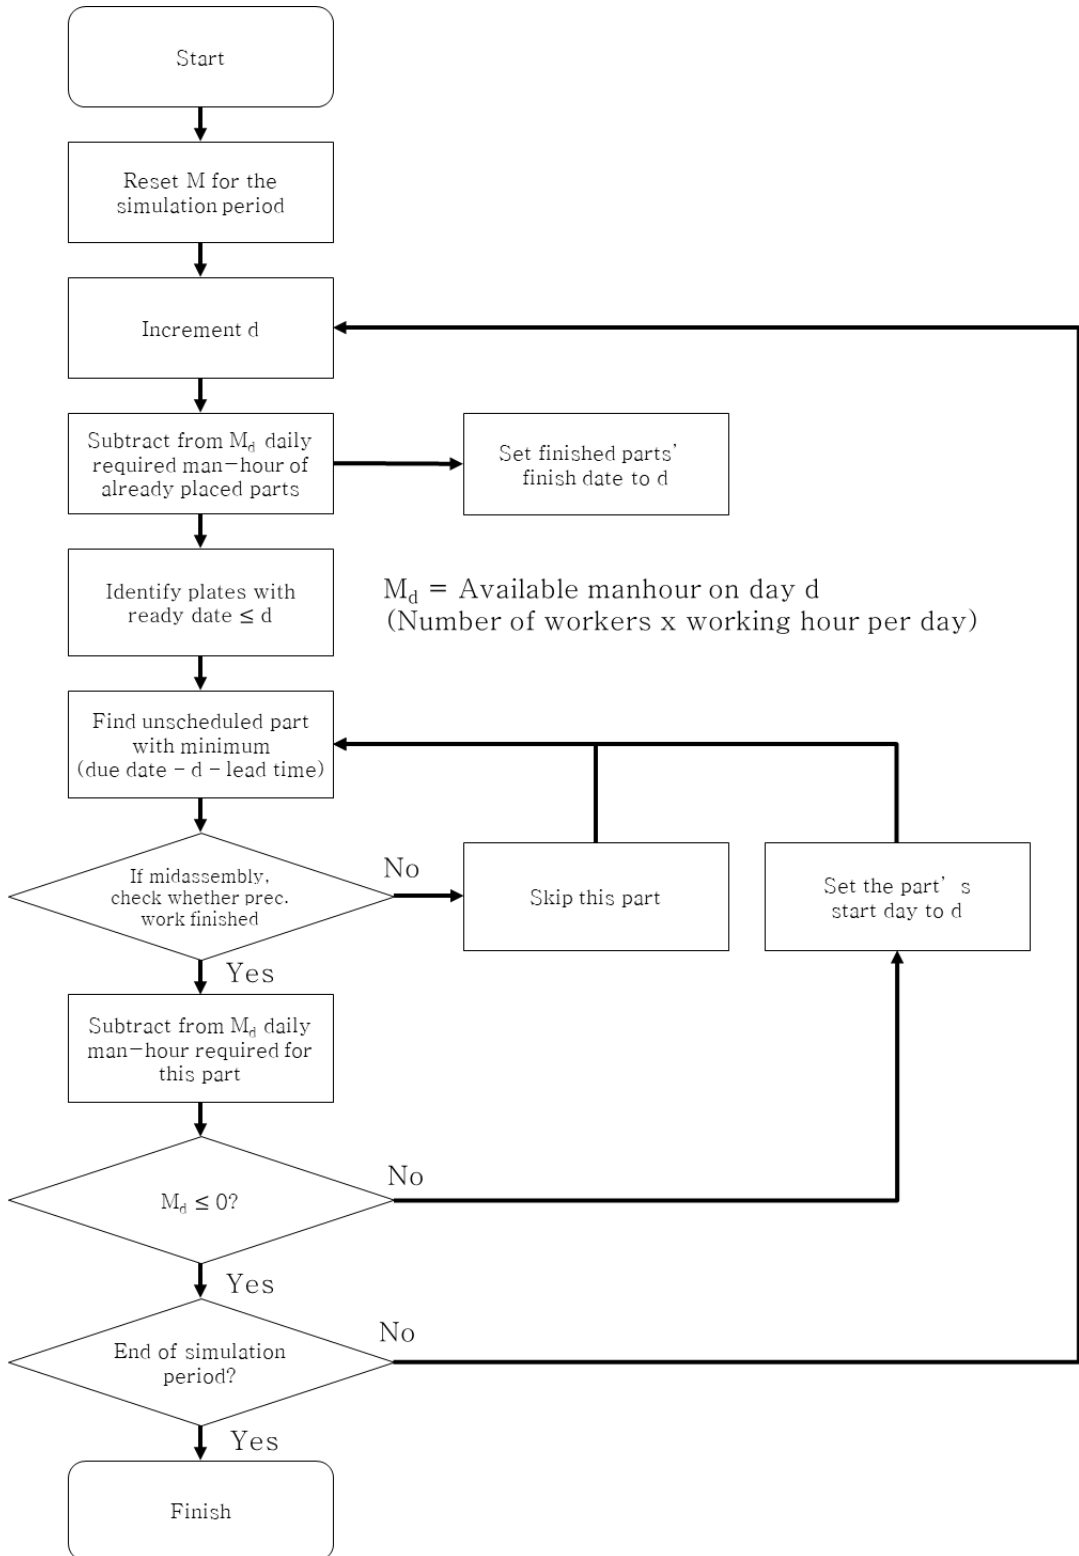 Start
Reset M for the
simulation period
Increment d
Subtract from Md daily
required man-hour of
already placed parts
Set finished parts'
finish date to d
Identify plates with
ready date ≤ d
Md = Available manhour on day d
(Number of workers x working hour per day)
Find unscheduled part
with minimum
(due date - d - lead time)
If midassembly,
check whether prec.
work finished
No
Skip this part
Set the part's
start day to d
Yes
Subtract from Md daily
man-hour required for
this part
Md ≤ 0?
No
Yes
End of simulation
period?
No
Yes
Finish